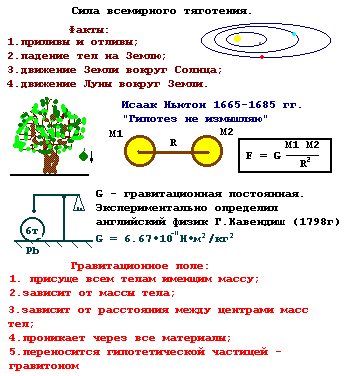 Сила всемирного тяготения.
Факты:
1.приливы и отливы;
2.падение тел на Землю;
3.движение Земли вокруг Солнца;
4.движение Луны вокруг Земли.
Исаак Ньютон 1665-1685 гг.
"Гипотез не измышляю"
M1 R M2
F = G M1 M2 / R²
G - гравитационная постоянная.
Экспериментально определил
английский физик Г.Кавендиш (1798г)
G = 6.67•10⁻¹¹Н•м²/кг²
6т
Pb
Гравитационное поле:
1. присуще всем телам имеющим массу;
2.зависит от массы тела;
3.зависит от расстояния между центрами масс
тел;
4.проникает через все материалы;
5.переносится гипотетической частицей -
гравитоном